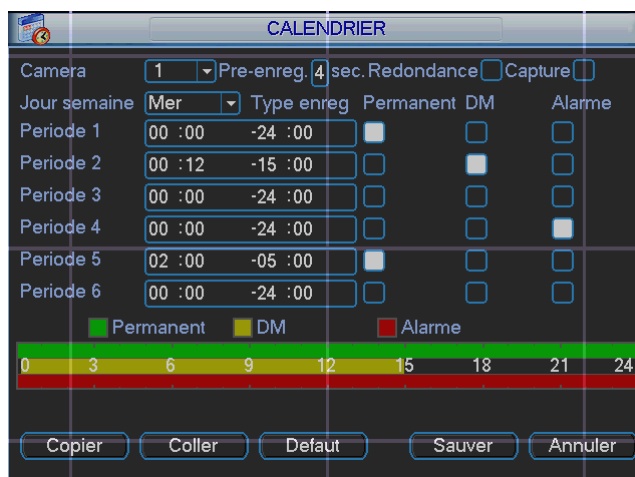 CALENDRIER
Camera 1 Pre-enreg. 4 sec. Redondance Capture
Jour semaine Mer Type enreg Permanent DM Alarme
Periode 1 00 :00 -24 :00
Periode 2 00 :12 -15 :00
Periode 3 00 :00 -24 :00
Periode 4 00 :00 -24 :00
Periode 5 02 :00 -05 :00
Periode 6 00 :00 -24 :00
Permanent DM Alarme
0 3 6 9 12 15 18 21 24
Copier Coller Defaut Sauver Annuler